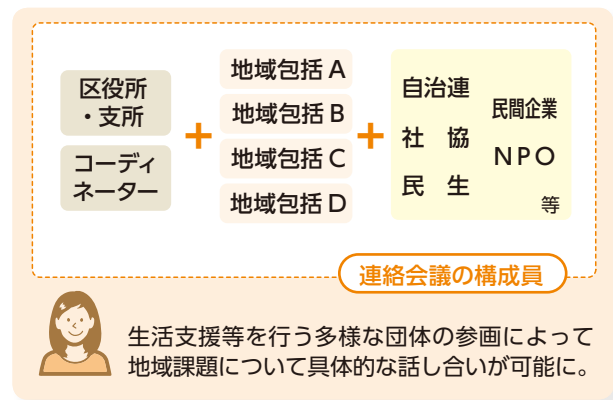 区役所
・支所
コーディ
ネーター
+
地域包括 A
地域包括 B
地域包括 C
地域包括 D
+
自治連
社 協
民 生
民間企業
NPO
等
連絡会議の構成員
生活支援等を行う多様な団体の参画によって
地域課題について具体的な話し合いが可能に。